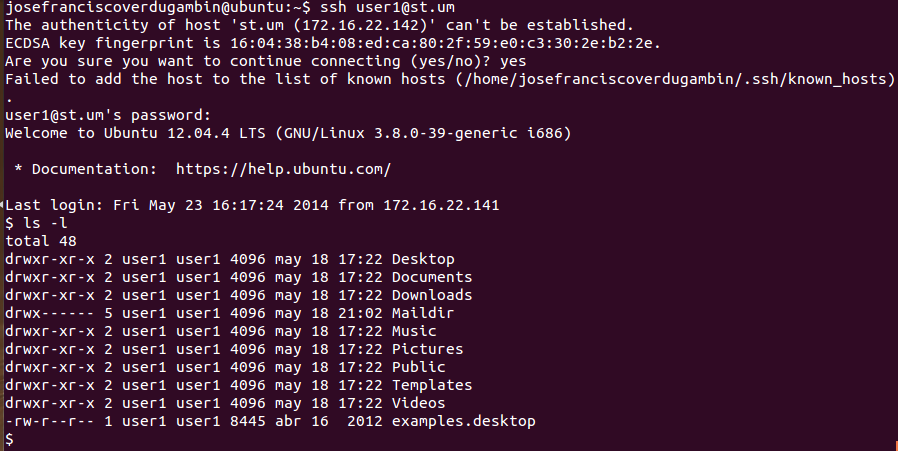 josefranciscoverdugambin@ubuntu:~$ ssh user1@st.um
The authenticity of host 'st.um (172.16.22.142)' can't be established.
ECDSA key fingerprint is 16:04:38:b4:08:ed:ca:80:2f:59:e0:c3:30:2e:b2:2e.
Are you sure you want to continue connecting (yes/no)? yes
Failed to add the host to the list of known hosts (/home/josefranciscoverdugambin/.ssh/known_hosts)
.
user1@st.um's password:
Welcome to Ubuntu 12.04.4 LTS (GNU/Linux 3.8.0-39-generic i686)

 * Documentation:  https://help.ubuntu.com/

Last login: Fri May 23 16:17:24 2014 from 172.16.22.141
$ ls -l
total 48
drwxr-xr-x 2 user1 user1 4096 may 18 17:22 Desktop
drwxr-xr-x 2 user1 user1 4096 may 18 17:22 Documents
drwxr-xr-x 2 user1 user1 4096 may 18 17:22 Downloads
drwx------ 5 user1 user1 4096 may 18 21:02 Maildir
drwxr-xr-x 2 user1 user1 4096 may 18 17:22 Music
drwxr-xr-x 2 user1 user1 4096 may 18 17:22 Pictures
drwxr-xr-x 2 user1 user1 4096 may 18 17:22 Public
drwxr-xr-x 2 user1 user1 4096 may 18 17:22 Templates
drwxr-xr-x 2 user1 user1 4096 may 18 17:22 Videos
-rw-r--r-- 1 user1 user1 8445 abr 16  2012 examples.desktop
$